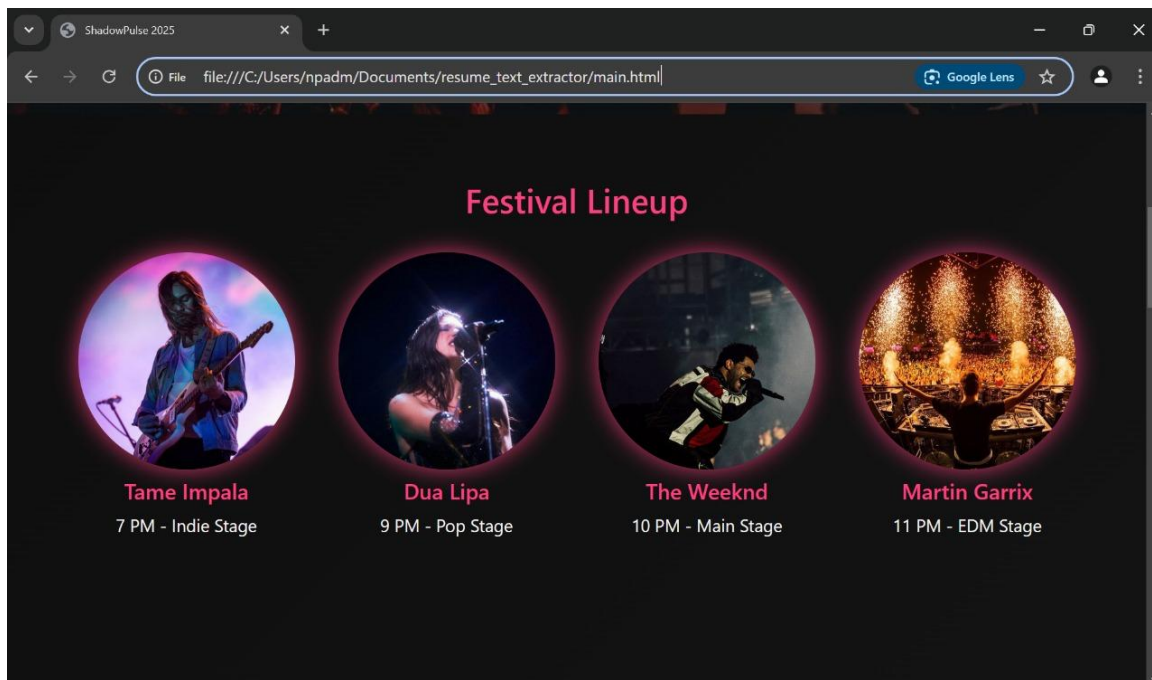 ShadowPulse 2025
File file:///C:/Users/npadm/Documents/resume_text_extractor/main.html Google Lens
Festival Lineup
Tame Impala Dua Lipa The Weeknd Martin Garrix
7 PM - Indie Stage 9 PM - Pop Stage 10 PM - Main Stage 11 PM - EDM Stage